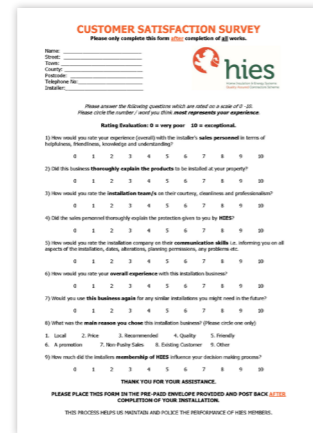 CUSTOMER SATISFACTION SURVEY
Please only complete this form after completion of all works.
Name:
Street:
Town:
County:
Postcode:
Telephone No:
Installer:
hies
Please answer the following questions which are rated on a scale of 0 -10.
Please circle the number / word you think most represents your experience.
Rating Evaluation: 0 = very poor 10 = exceptional.
1) How would you rate your experience (overall) with the installer's sales personnel in terms of
helpfulness, friendliness, knowledge and understanding?
0 1 2 3 4 5 6 7 8 9 10
2) Did this business thoroughly explain the products to be installed at your property?
0 1 2 3 4 5 6 7 8 9 10
3) How would you rate the installation team/s on their courtesy, cleanliness and professionalism?
0 1 2 3 4 5 6 7 8 9 10
4) Did the sales personnel thoroughly explain the protection given to you by HIES?
0 1 2 3 4 5 6 7 8 9 10
5) How would you rate the installation company on their communication skills i.e. informing you on all
aspects of the installation, dates, alterations, planning permissions, any problems etc.
0 1 2 3 4 5 6 7 8 9 10
6) How would you rate your overall experience with this installation business?
0 1 2 3 4 5 6 7 8 9 10
7) Would you use this business again for any similar installations you might need in the future?
0 1 2 3 4 5 6 7 8 9 10
8) What was the main reason you chose this installation business? (Please circle one only)
1. Local 2. Price 3. Recommended 4. Quality 5. Friendly
6. A promotion 7. Non-Pushy Sales 8. Existing Customer 9. Other
9) How much did the installers membership of HIES influence your decision making process?
0 1 2 3 4 5 6 7 8 9 10
THANK YOU FOR YOUR ASSISTANCE.
PLEASE PLACE THIS FORM IN THE PRE-PAID ENVELOPE PROVIDED AND POST BACK AFTER
COMPLETION OF YOUR INSTALLATION.
THIS PROCESS HELPS US MAINTAIN AND POLICE THE PERFORMANCE OF HIES MEMBERS.